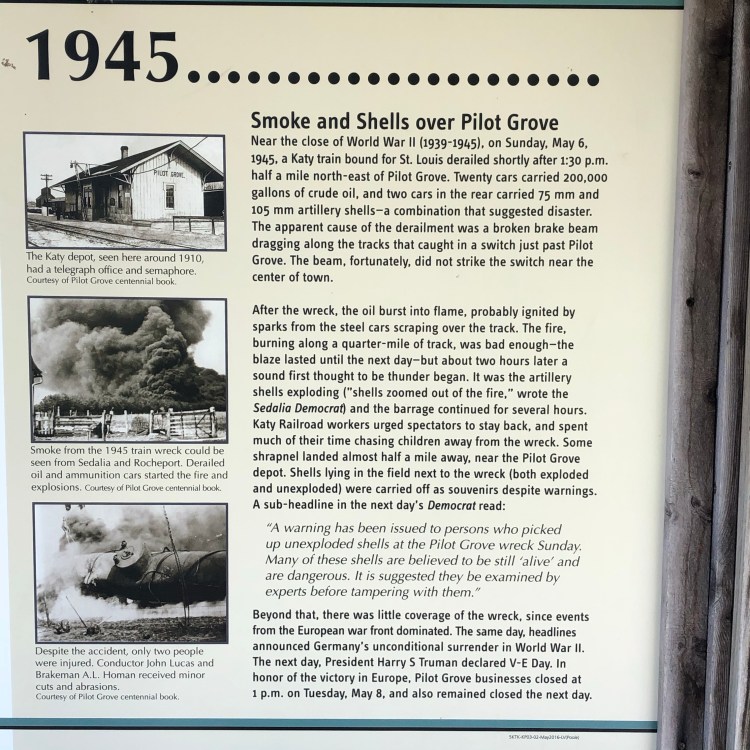 1945
Smoke and Shells over Pilot Grove
Near the close of World War II (1939-1945), on Sunday, May 6,
1945, a Katy train bound for St. Louis derailed shortly after 1:30 p.m.
half a mile north-east of Pilot Grove. Twenty cars carried 200,000
gallons of crude oil, and two cars in the rear carried 75 mm and
105 mm artillery shells–a combination that suggested disaster.
The apparent cause of the derailment was a broken brake beam
dragging along the tracks that caught in a switch just past Pilot
Grove. The beam, fortunately, did not strike the switch near the
center of town.
After the wreck, the oil burst into flame, probably ignited by
sparks from the steel cars scraping over the track. The fire,
burning along a quarter-mile of track, was bad enough—the
blaze lasted until the next day—but about two hours later a
sound first thought to be thunder began. It was the artillery
shells exploding ("shells zoomed out of the fire," wrote the
Sedalia Democrat) and the barrage continued for several hours.
Katy Railroad workers urged spectators to stay back, and spent
much of their time chasing children away from the wreck. Some
shrapnel landed almost half a mile away, near the Pilot Grove
depot. Shells lying in the field next to the wreck (both exploded
and unexploded) were carried off as souvenirs despite warnings.
A sub-headline in the next day's Democrat read:
"A warning has been issued to persons who picked
up unexploded shells at the Pilot Grove wreck Sunday.
Many of these shells are believed to be still 'alive' and
are dangerous. It is suggested they be examined by
experts before tampering with them."
Beyond that, there was little coverage of the wreck, since events
from the European war front dominated. The same day, headlines
announced Germany's unconditional surrender in World War II.
The next day, President Harry S Truman declared V-E Day. In
honor of the victory in Europe, Pilot Grove businesses closed at
1 p.m. on Tuesday, May 8, and also remained closed the next day.
PILOT GROVE
The Katy depot, seen here around 1910,
had a telegraph office and semaphore.
Courtesy of Pilot Grove centennial book.
Smoke from the 1945 train wreck could be
seen from Sedalia and Rocheport. Derailed
oil and ammunition cars started the fire and
explosions. Courtesy of Pilot Grove centennial book.
Despite the accident, only two people
were injured. Conductor John Lucas and
Brakeman A.L. Homan received minor
cuts and abrasions.
Courtesy of Pilot Grove centennial book.